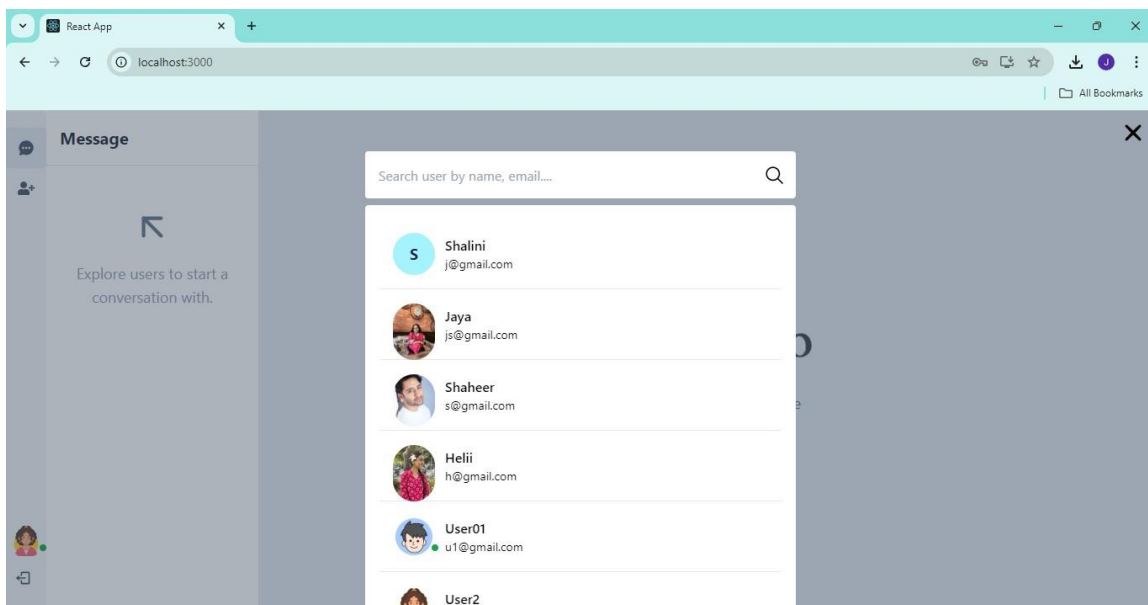 React App
localhost:3000
J
All Bookmarks
Message
Explore users to start a
conversation with.
Search user by name, email....
S
Shalini
j@gmail.com
Jaya
js@gmail.com
Shaheer
s@gmail.com
Helii
h@gmail.com
User01
u1@gmail.com
User2